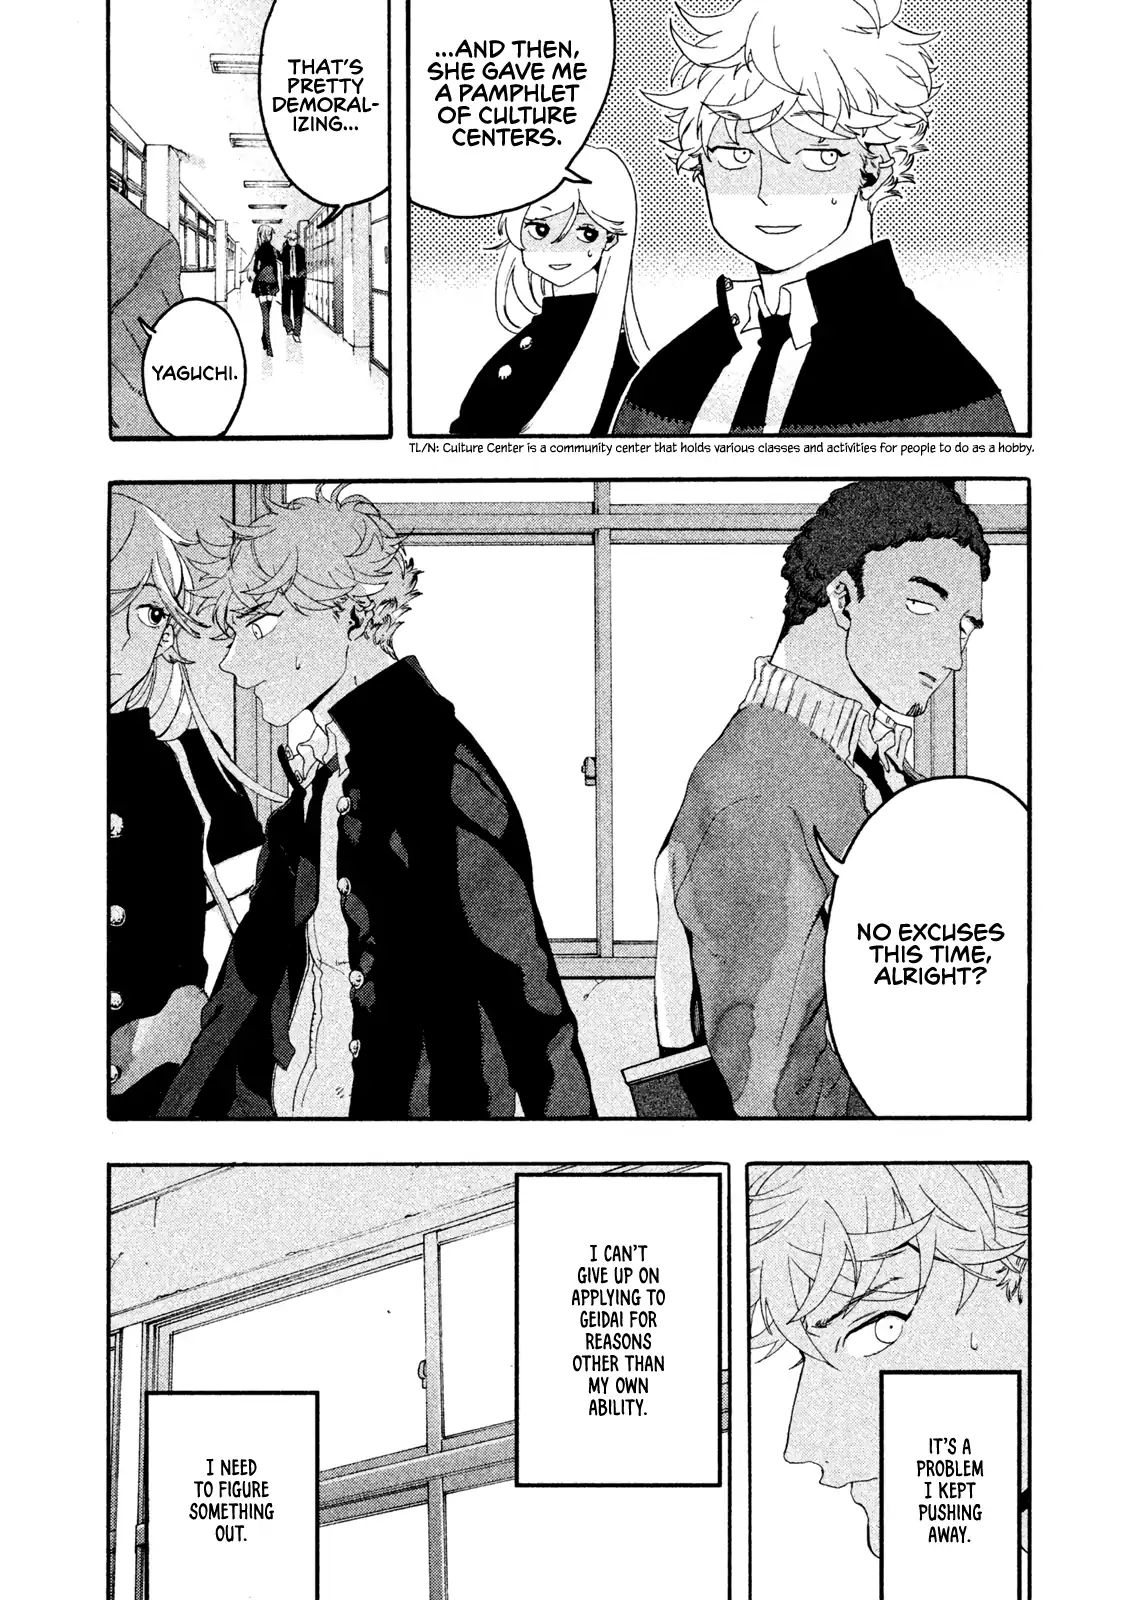 ...AND THEN,
SHE GAVE ME
A PAMPHLET
OF CULTURE
CENTERS.
THAT'S
PRETTY
DEMORAL-
IZING...
YAGUCHI.
TL/N: Culture Center is a community center that holds various classes and activities for people to do as a hobby.
NO EXCUSES
THIS TIME,
ALRIGHT?
IT'S A
PROBLEM
I KEPT
PUSHING
AWAY.
I CAN'T
GIVE UP ON
APPLYING TO
GEIDAI FOR
REASONS
OTHER THAN
MY OWN
ABILITY.
I NEED
TO FIGURE
SOMETHING
OUT.